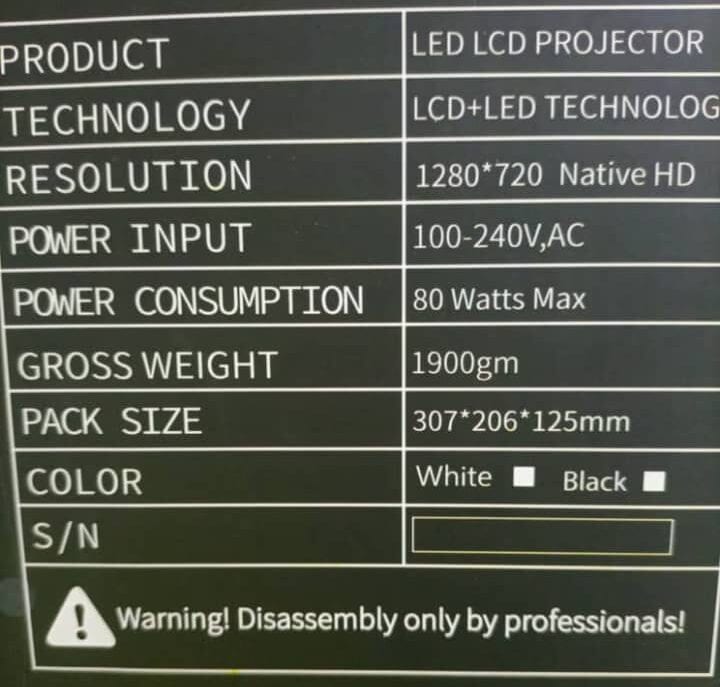 PRODUCT LED LCD PROJECTOR
TECHNOLOGY LCD+LED TECHNOLOG
RESOLUTION 1280*720 Native HD
POWER INPUT 100-240V,AC
POWER CONSUMPTION 80 Watts Max
GROSS WEIGHT 1900gm
PACK SIZE 307*206*125mm
COLOR White Black
S/N
Warning! Disassembly only by professionals!